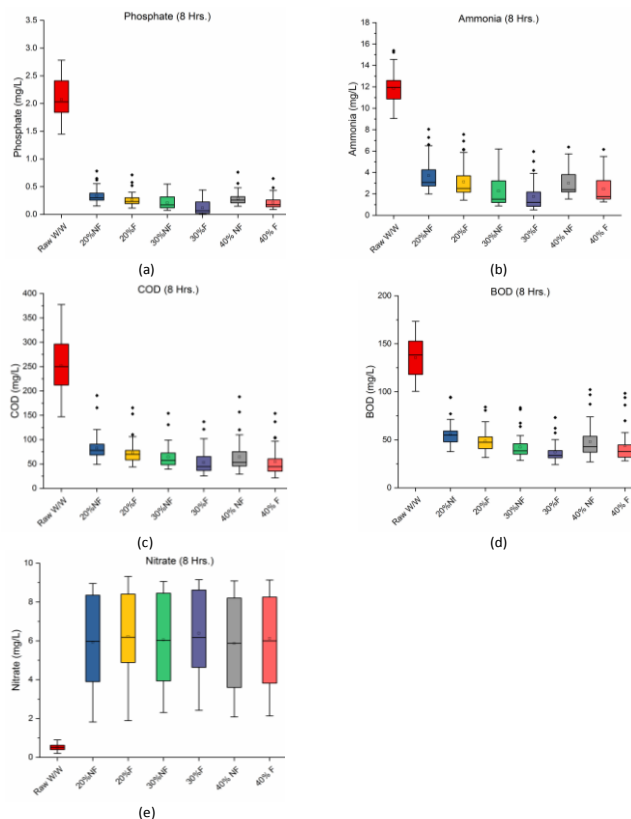 Phosphate (8 Hrs.)
Phosphate (mg/L)
3.5
3.0
2.5
2.0
1.5
1.0
0.5
0.0
Raw W/W
20%NF
20%F
30%NF
30%F
40% NF
40% F
(a)
Ammonia (8 Hrs.)
Ammonia (mg/L)
18
16
14
12
10
8
6
4
2
0
Raw W/W
20%NF
20%F
30%NF
30%F
40% NF
40% F
(b)
COD (8 Hrs.)
COD (mg/L)
400
350
300
250
200
150
100
50
0
Raw W/W
20%NF
20%F
30%NF
30%F
40% NF
40% F
(c)
BOD (8 Hrs.)
BOD (mg/L)
200
150
100
50
0
Raw W/W
20%Nf
20%F
30%NF
30%F
40% NF
40% F
(d)
Nitrate (8 Hrs.)
Nitrate (mg/L)
10
8
6
4
2
0
Raw W/W
20%NF
20%F
30%NF
30%F
40% NF
40% F
(e)